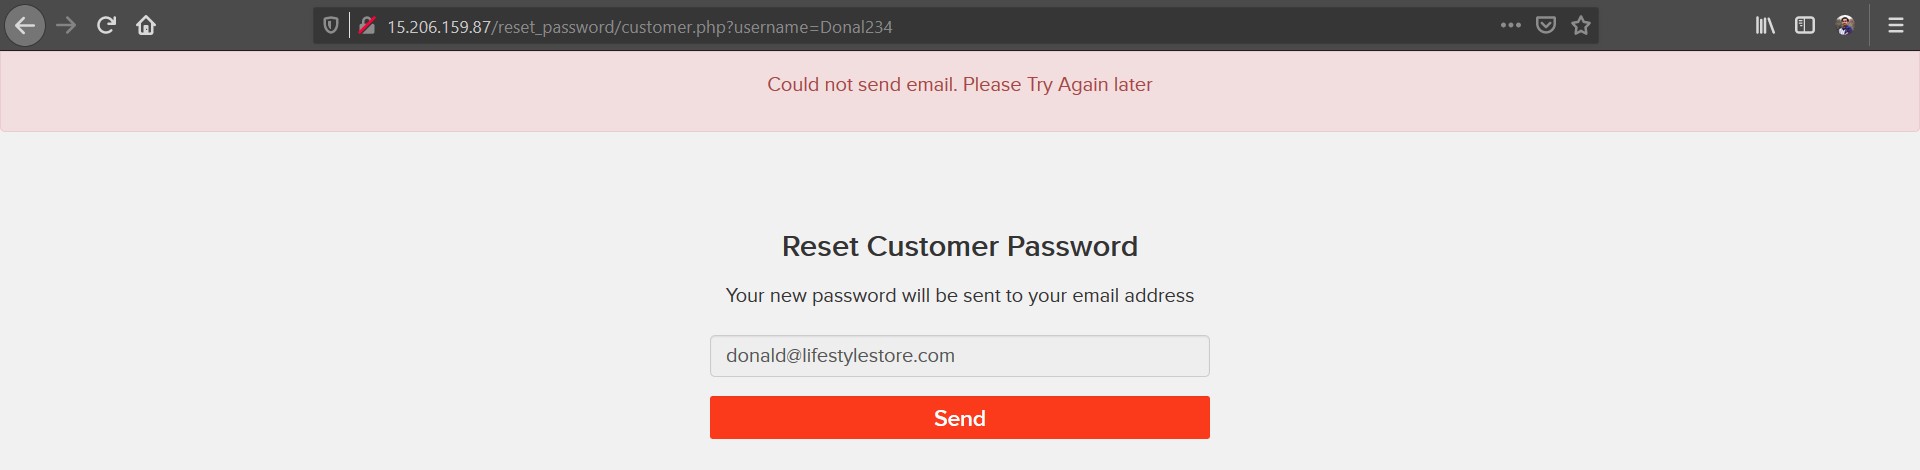 15.206.159.87/reset_password/customer.php?username=Donal234
Could not send email. Please Try Again later
Reset Customer Password
Your new password will be sent to your email address
donald@lifestylestore.com
Send